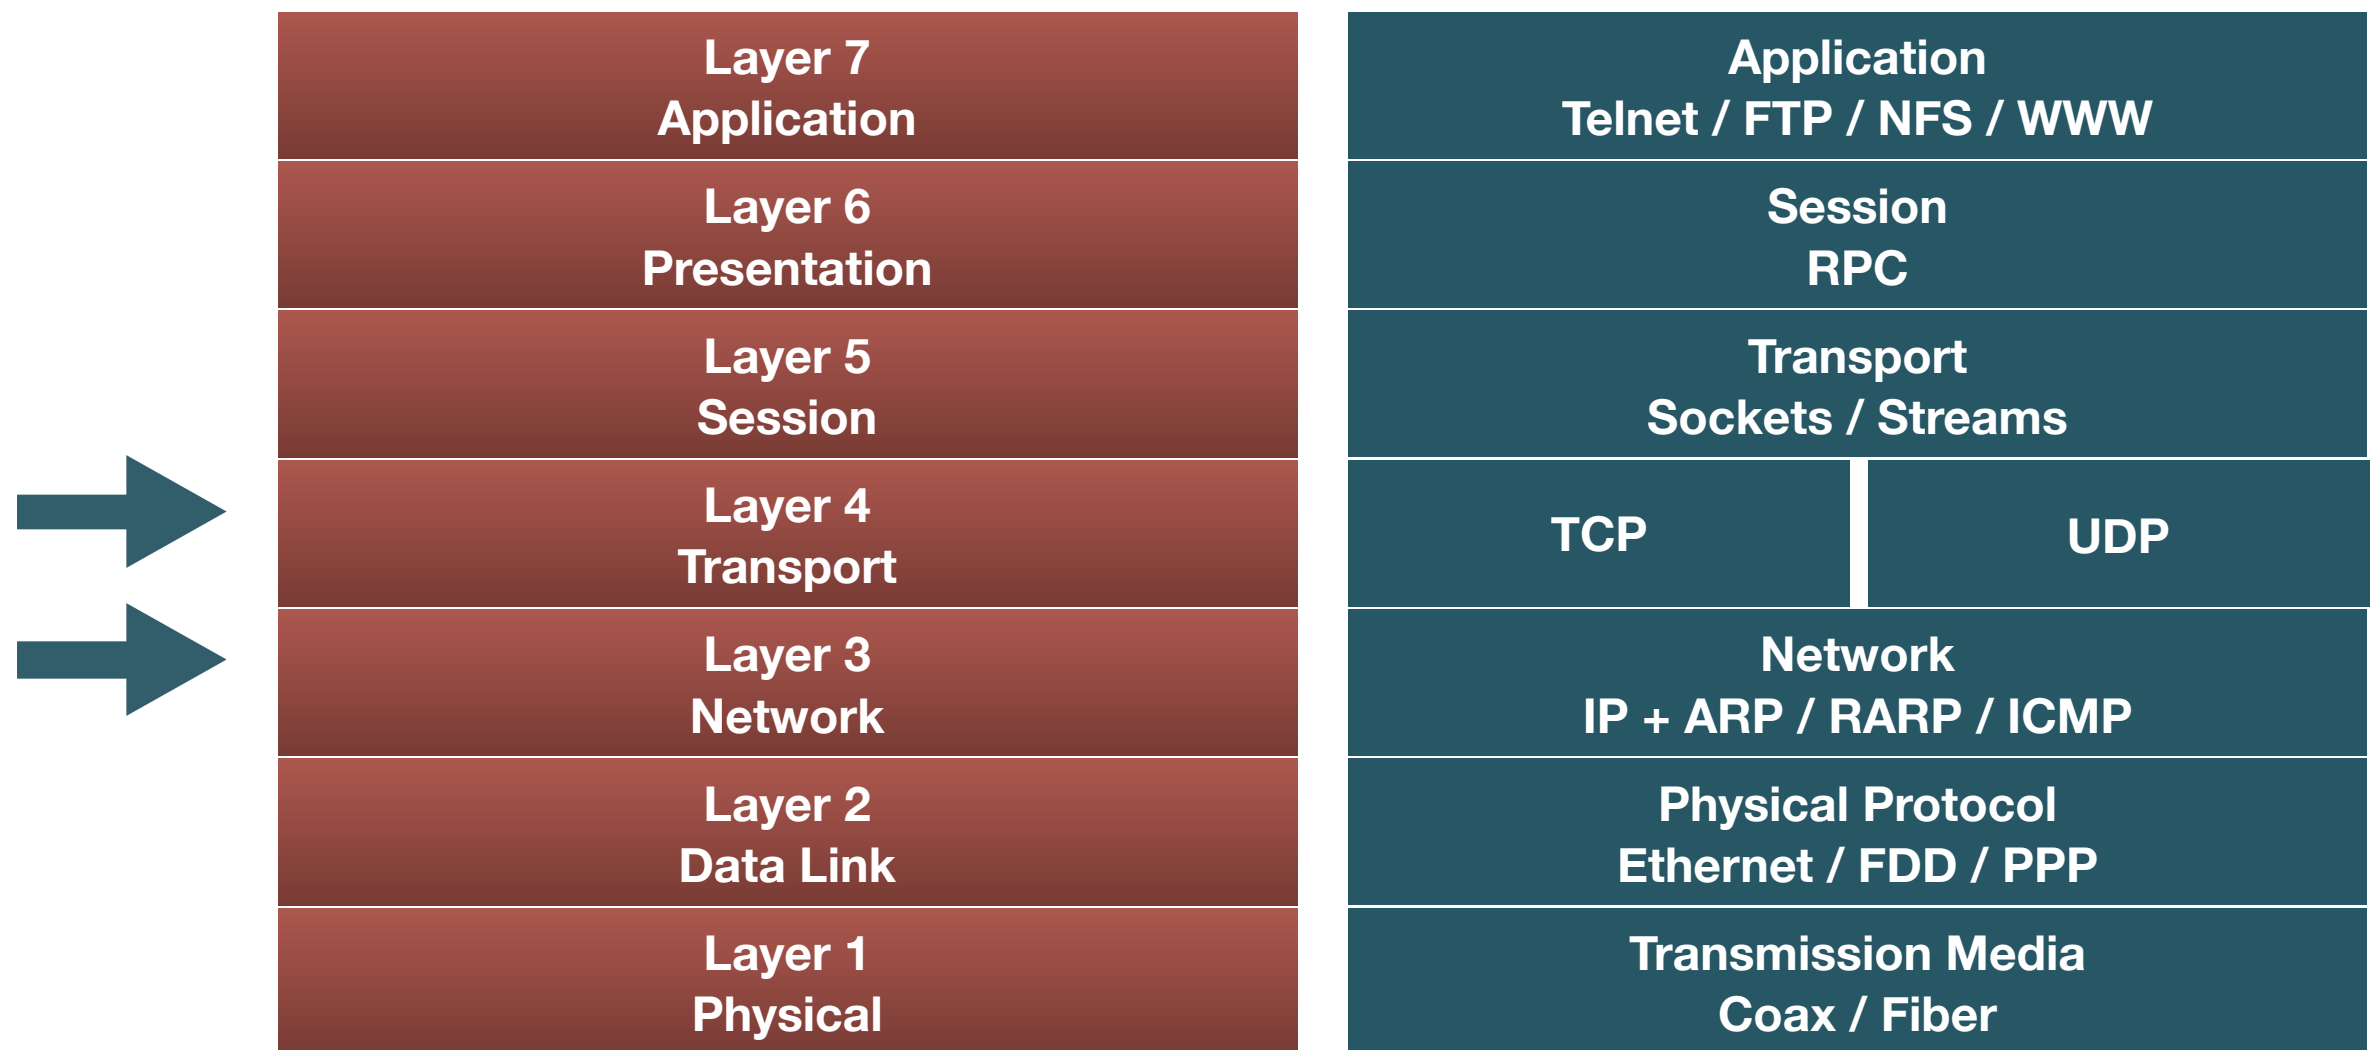 Layer 7
Application
Application
Telnet / FTP / NFS / WWW
Layer 6
Presentation
Session
RPC
Layer 5
Session
Transport
Sockets / Streams
Layer 4
Transport
TCP
UDP
Layer 3
Network
Network
IP + ARP / RARP / ICMP
Layer 2
Data Link
Physical Protocol
Ethernet / FDD / PPP
Layer 1
Physical
Transmission Media
Coax / Fiber